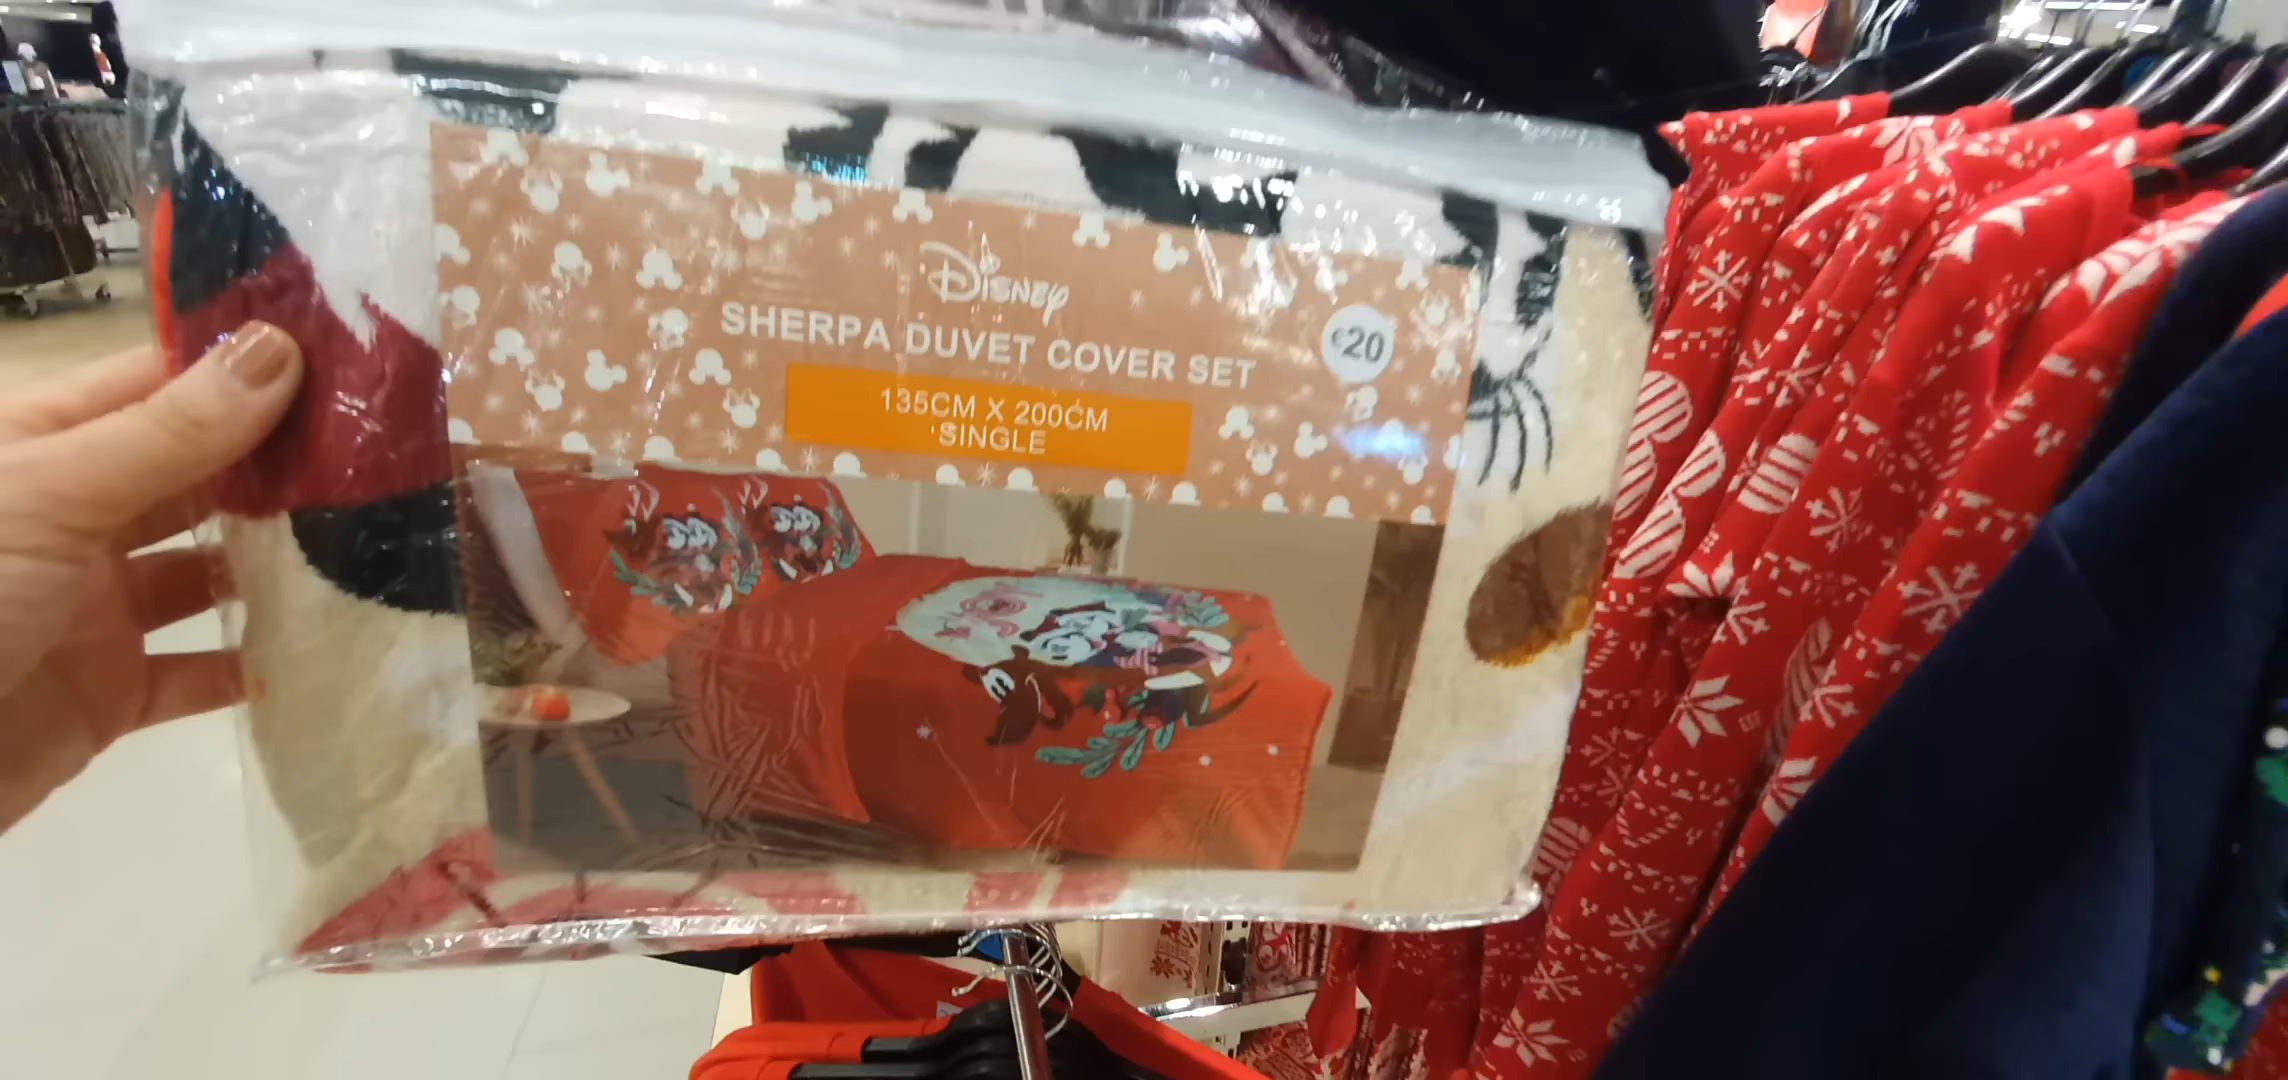 Disney
SHERPA DUVET COVER SET
€20
135CM X 200CM
SINGLE